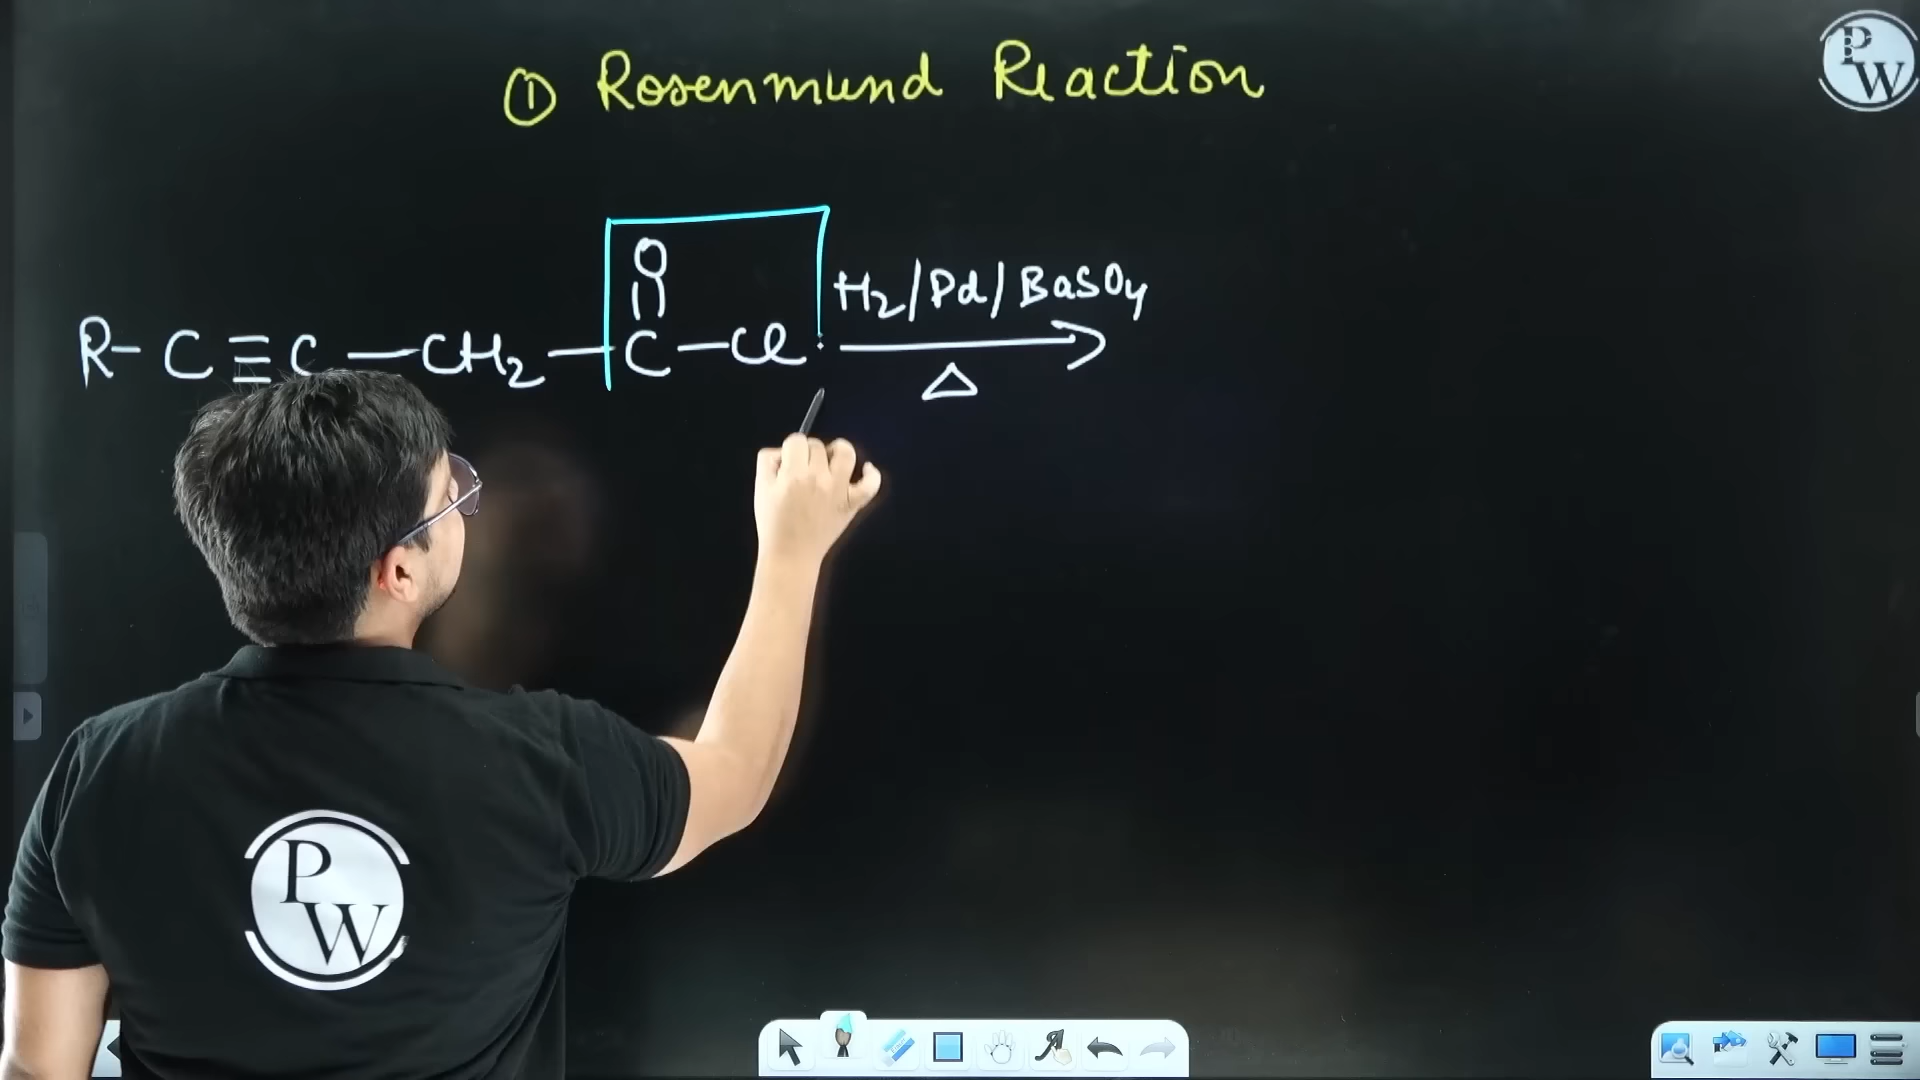 ① Rosenmund Reaction
O
R-C≡C—CH₂—C—Cl H₂/Pd/BaSO₄
Δ
PW
PW